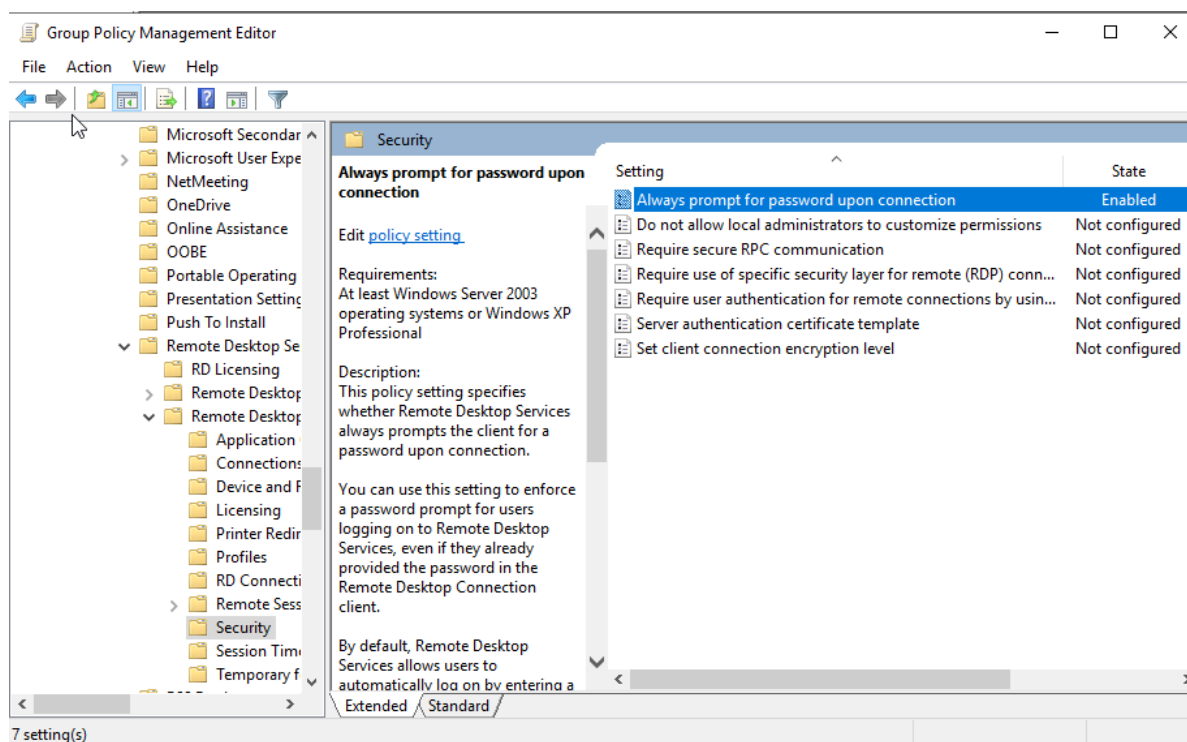 Group Policy Management Editor
File Action View Help
Microsoft Secondar
Microsoft User Expe
NetMeeting
OneDrive
Online Assistance
OOBE
Portable Operating
Presentation Setting
Push To Install
Remote Desktop Se
RD Licensing
Remote Desktop
Remote Desktop
Application
Connections
Device and R
Licensing
Printer Redir
Profiles
RD Connecti
Remote Sess
Security
Session Time
Temporary f
Security
Always prompt for password upon
connection
Edit policy setting
Requirements:
At least Windows Server 2003
operating systems or Windows XP
Professional
Description:
This policy setting specifies
whether Remote Desktop Services
always prompts the client for a
password upon connection.
You can use this setting to enforce
a password prompt for users
logging on to Remote Desktop
Services, even if they already
provided the password in the
Remote Desktop Connection
client.
By default, Remote Desktop
Services allows users to
automatically log on by entering a
Setting State
Always prompt for password upon connection Enabled
Do not allow local administrators to customize permissions Not configured
Require secure RPC communication Not configured
Require use of specific security layer for remote (RDP) conn... Not configured
Require user authentication for remote connections by usin... Not configured
Server authentication certificate template Not configured
Set client connection encryption level Not configured
Extended Standard
7 setting(s)